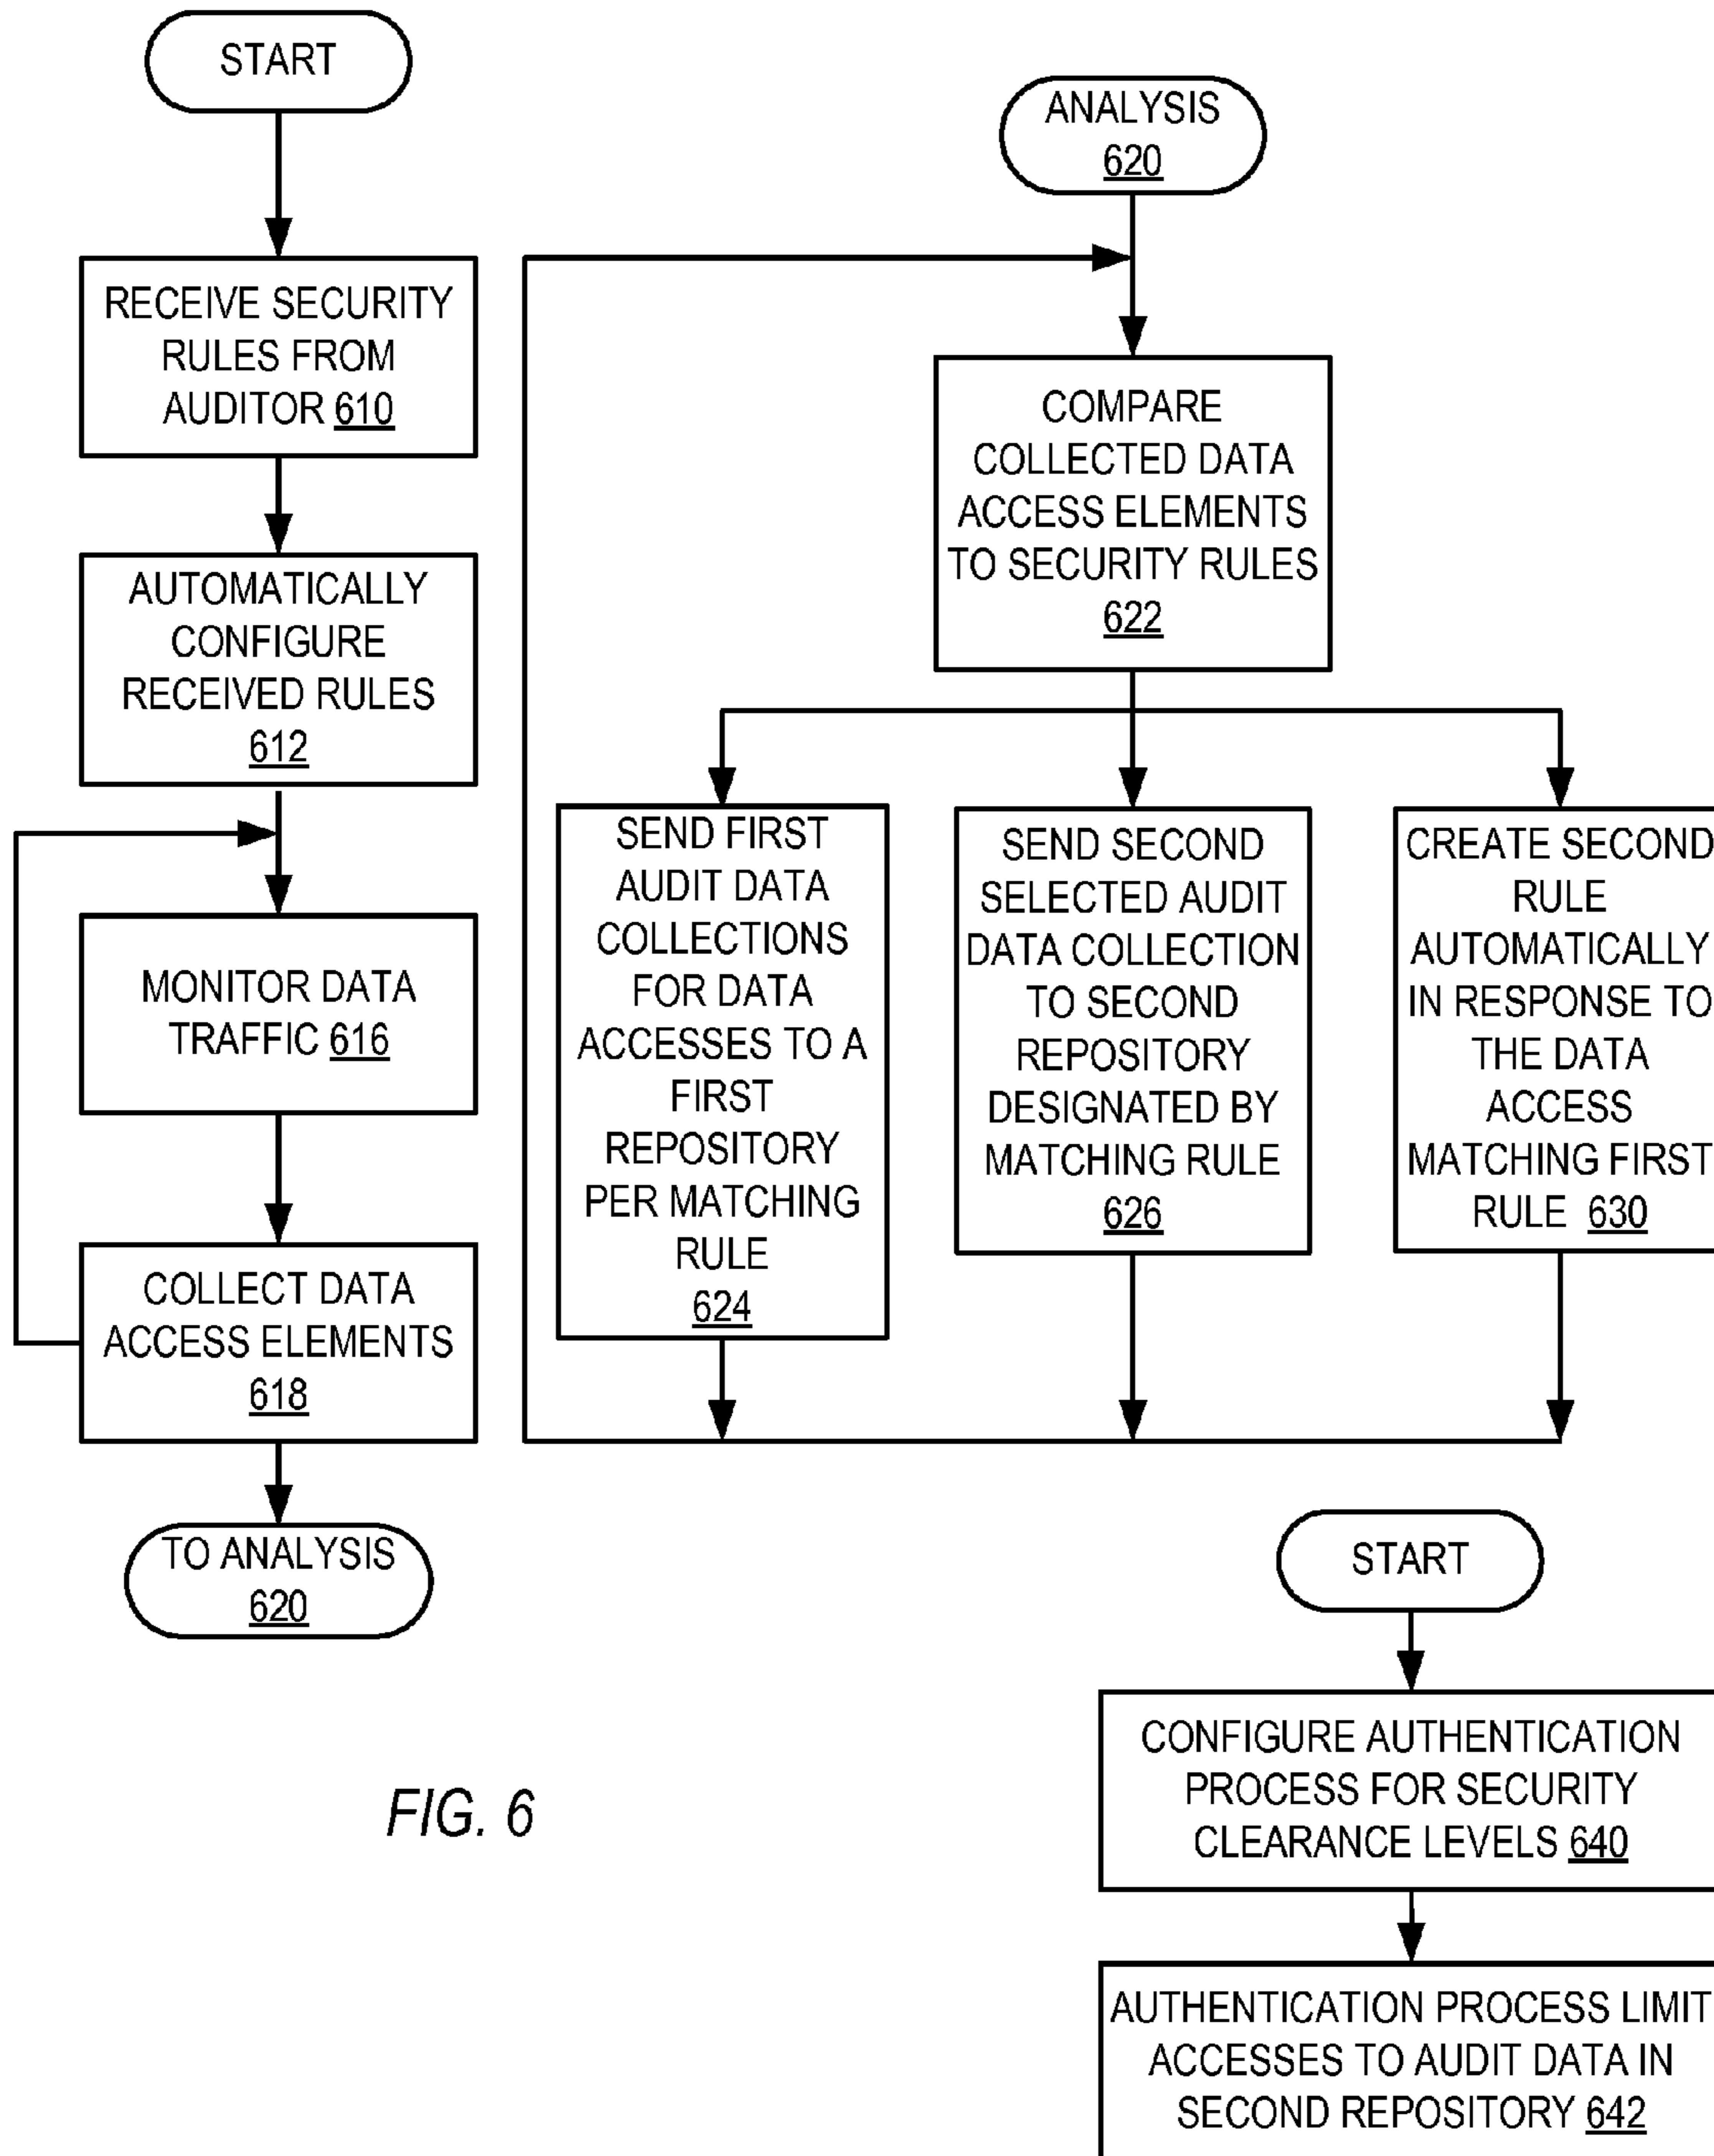 START
RECEIVE SECURITY
RULES FROM
AUDITOR 610
AUTOMATICALLY
CONFIGURE
RECEIVED RULES
612
MONITOR DATA
TRAFFIC 616
COLLECT DATA
ACCESS ELEMENTS
618
TO ANALYSIS
620
ANALYSIS
620
COMPARE
COLLECTED DATA
ACCESS ELEMENTS
TO SECURITY RULES
622
SEND FIRST
AUDIT DATA
COLLECTIONS
FOR DATA
ACCESSES TO A
FIRST
REPOSITORY
PER MATCHING
RULE
624
SEND SECOND
SELECTED AUDIT
DATA COLLECTION
TO SECOND
REPOSITORY
DESIGNATED BY
MATCHING RULE
626
CREATE SECOND
RULE
AUTOMATICALLY
IN RESPONSE TO
THE DATA
ACCESS
MATCHING FIRST
RULE 630
START
CONFIGURE AUTHENTICATION
PROCESS FOR SECURITY
CLEARANCE LEVELS 640
AUTHENTICATION PROCESS LIMIT
ACCESSES TO AUDIT DATA IN
SECOND REPOSITORY 642
FIG. 6